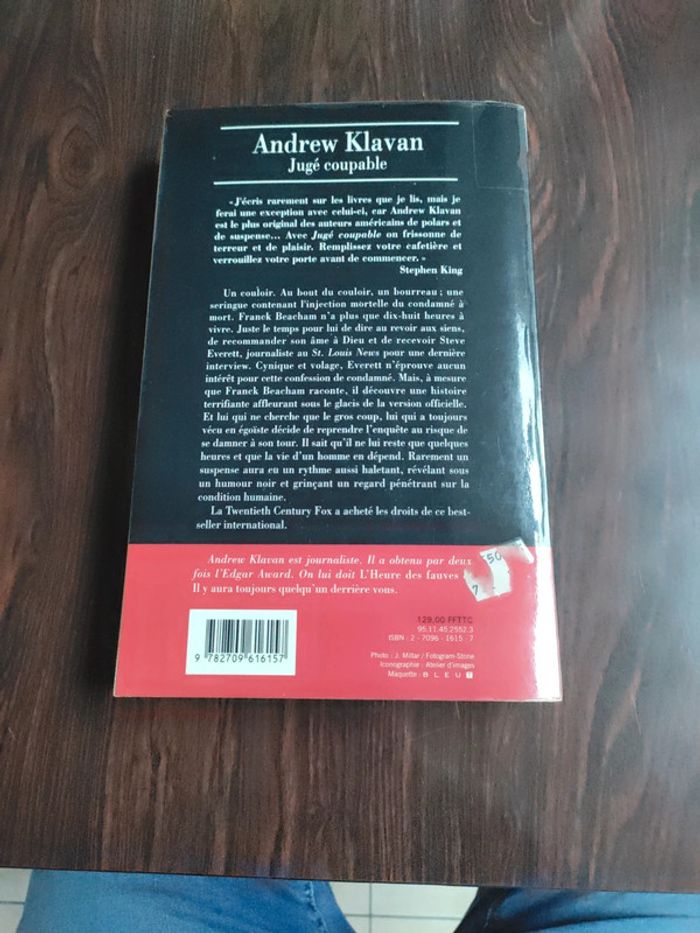 Andrew Klavan
Jugé coupable
« J'écris rarement sur les livres que je lis, mais je
ferai une exception avec celui-ci, car Andrew Klavan
est le plus original des auteurs américains de polars et
de suspense... Avec Jugé coupable on frissonne de
terreur et de plaisir. Remplissez votre cafetière et
verrouillez votre porte avant de commencer. »
Stephen King
Un couloir. Au bout du couloir, un bourreau ; une
seringue contenant l'injection mortelle du condamné à
mort. Franck Beacham n'a plus que dix-huit heures à
vivre. Juste le temps pour lui de dire au revoir aux siens,
de recommander son âme à Dieu et de recevoir Steve
Everett, journaliste au St. Louis News pour une dernière
interview. Cynique et volage, Everett n'éprouve aucun
intérêt pour cette confession de condamné. Mais, à mesure
que Franck Beacham raconte, il découvre une histoire
terrifiante affleurant sous le glacis de la version officielle.
Et lui qui ne cherche que le gros coup, lui qui a toujours
vécu en égoïste décide de reprendre l'enquête au risque de
se damner à son tour. Il sait qu'il ne lui reste que quelques
heures et que la vie d'un homme en dépend. Rarement un
suspense aura eu un rythme aussi haletant, révélant sous
un humour noir et grinçant un regard pénétrant sur la
condition humaine.
La Twentieth Century Fox a acheté les droits de ce best-
seller international.
Andrew Klavan est journaliste. Il a obtenu par deux
fois l'Edgar Award. On lui doit L'Heure des fauves
Il y aura toujours quelqu'un derrière vous.
50
7
129,00 FFTTC
95.11.45.2552.3
ISBN : 2 - 7096 - 1615 - 7
9 782709 616157
Photo : J. Millar / Fotogram-Stone
Iconographie : Atelier d'images
Maquette : BLEU T